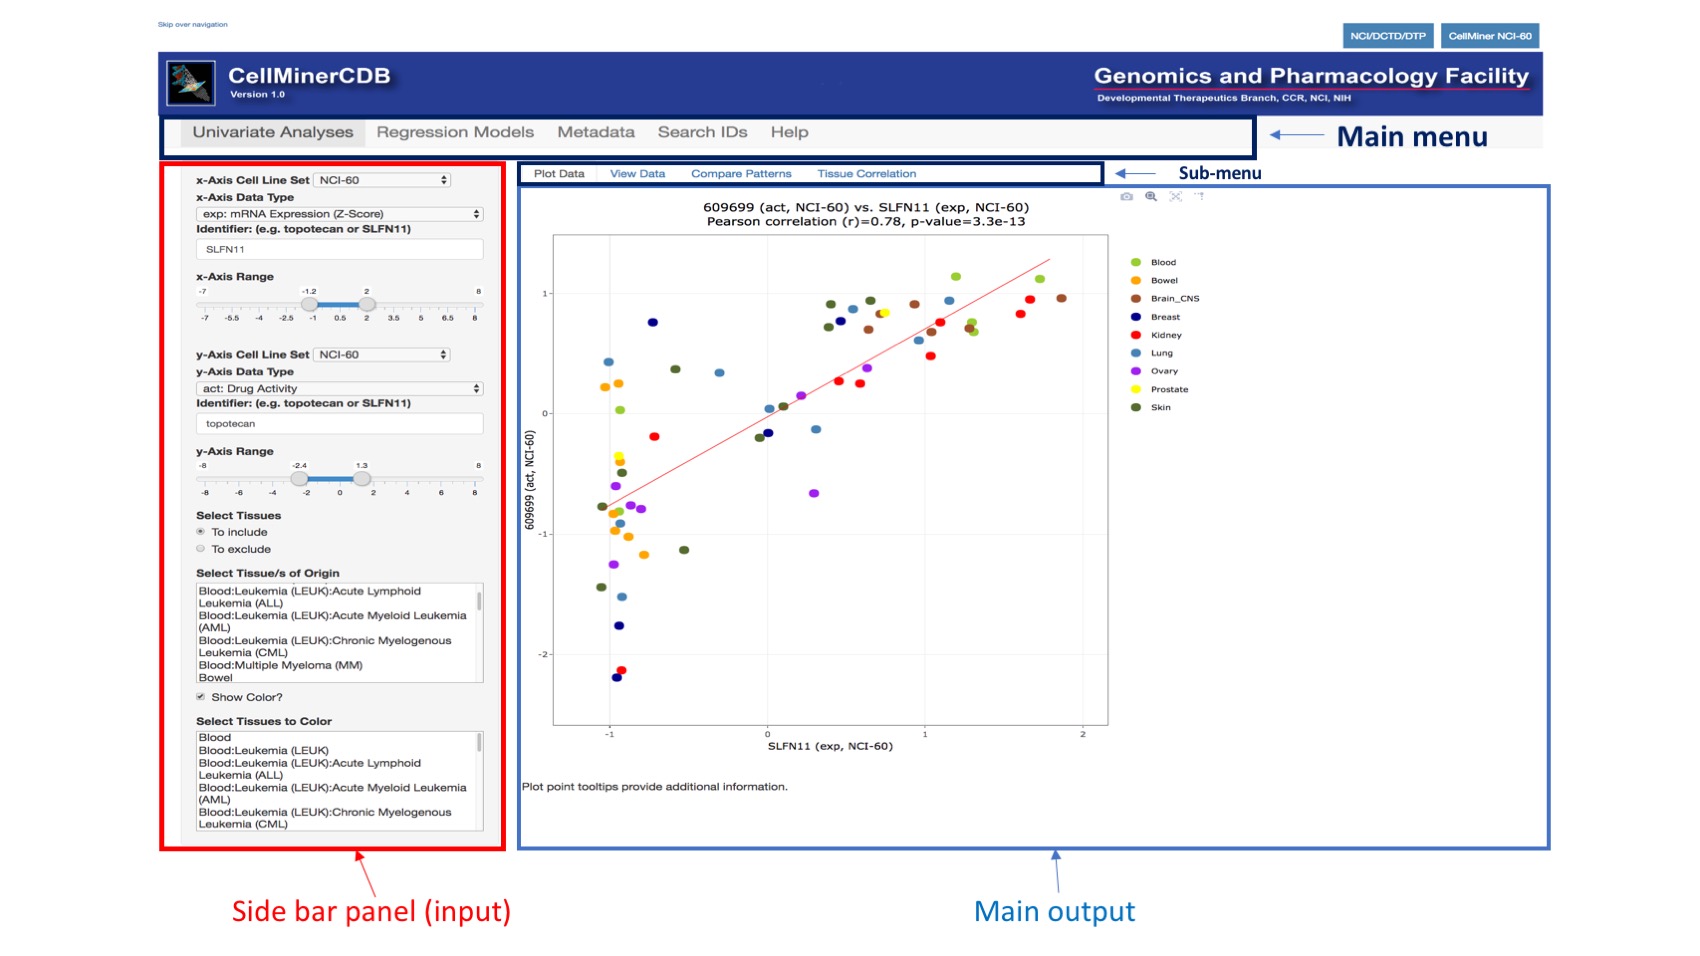 Skip over navigation
NCI/DCTD/DTP
CellMiner NCI-60
CellMinerCDB
Version 1.0
Genomics and Pharmacology Facility
Developmental Therapeutics Branch, CCR, NCI, NIH
Univariate Analyses Regression Models Metadata Search IDs Help
Main menu
x-Axis Cell Line Set NCI-60
x-Axis Data Type
exp: mRNA Expression (Z-Score)
Identifier: (e.g. topotecan or SLFN11)
SLFN11
x-Axis Range
-7 -1.2 2 8
-7 -5.5 -4 -2.5 -1 0.5 2 3.5 5 6.5 8
y-Axis Cell Line Set NCI-60
y-Axis Data Type
act: Drug Activity
Identifier: (e.g. topotecan or SLFN11)
topotecan
y-Axis Range
-8 -2.4 1.3 8
-8 -6 -4 -2 0 2 4 6 8
Select Tissues
To include
To exclude
Select Tissue/s of Origin
Blood:Leukemia (LEUK):Acute Lymphoid
Leukemia (ALL)
Blood:Leukemia (LEUK):Acute Myeloid Leukemia
(AML)
Blood:Leukemia (LEUK):Chronic Myelogenous
Leukemia (CML)
Blood:Multiple Myeloma (MM)
Bowel
Show Color?
Select Tissues to Color
Blood
Blood:Leukemia (LEUK)
Blood:Leukemia (LEUK):Acute Lymphoid
Leukemia (ALL)
Blood:Leukemia (LEUK):Acute Myeloid Leukemia
(AML)
Blood:Leukemia (LEUK):Chronic Myelogenous
Leukemia (CML)
Plot Data View Data Compare Patterns Tissue Correlation
Sub-menu
609699 (act, NCI-60) vs. SLFN11 (exp, NCI-60)
Pearson correlation (r)=0.78, p-value=3.3e-13
609699 (act, NCI-60)
1
0
-1
-2
-1 0 1 2
SLFN11 (exp, NCI-60)
Blood
Bowel
Brain_CNS
Breast
Kidney
Lung
Ovary
Prostate
Skin
Plot point tooltips provide additional information.
Side bar panel (input)
Main output